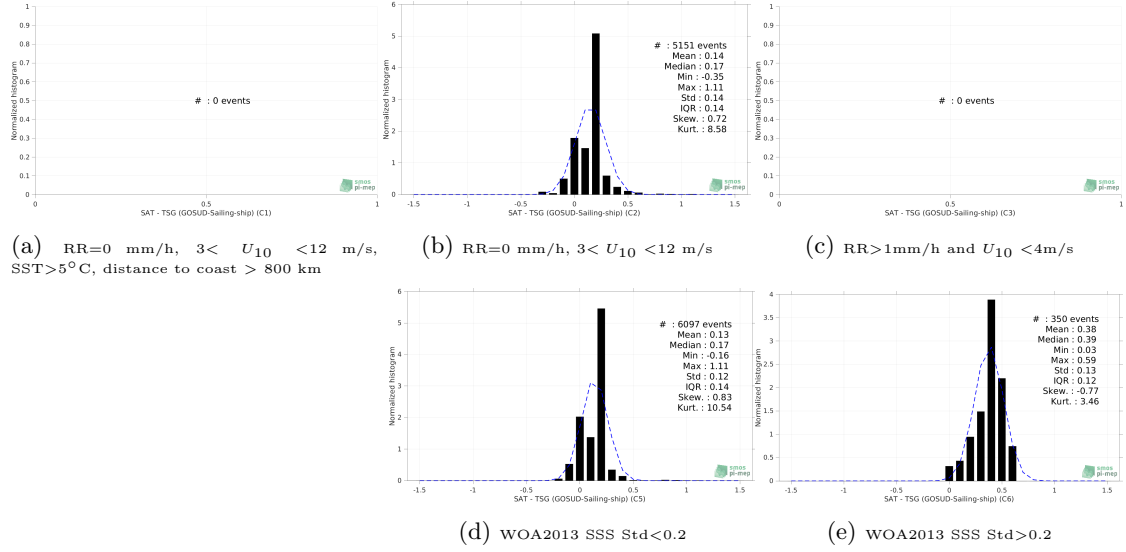 1
0.9
0.8
0.7
0.6
0.5
0.4
0.3
0.2
0.1
0
Normalized histogram
# : 0 events
0
0.5
1
SAT - TSG (GOSUD-Sailing-ship) (C1)
smos
pi-mep
6
5
4
3
2
1
0
Normalized histogram
# : 5151 events
Mean : 0.14
Median : 0.17
Min : -0.35
Max : 1.11
Std : 0.14
IQR : 0.14
Skew. : 0.72
Kurt. : 8.58
-1.5
-1
-0.5
0
0.5
1
1.5
SAT - TSG (GOSUD-Sailing-ship) (C2)
smos
pi-mep
1
0.9
0.8
0.7
0.6
0.5
0.4
0.3
0.2
0.1
0
Normalized histogram
# : 0 events
0
0.5
1
SAT - TSG (GOSUD-Sailing-ship) (C3)
smos
pi-mep
(a) RR=0 mm/h, 3< U10 <12 m/s,
SST>5°C, distance to coast > 800 km
(b) RR=0 mm/h, 3< U10 <12 m/s
(c) RR>1mm/h and U10 <4m/s
6
5
4
3
2
1
0
Normalized histogram
# : 6097 events
Mean : 0.13
Median : 0.17
Min : -0.16
Max : 1.11
Std : 0.12
IQR : 0.14
Skew. : 0.83
Kurt. : 10.54
-1.5
-1
-0.5
0
0.5
1
1.5
SAT - TSG (GOSUD-Sailing-ship) (C5)
smos
pi-mep
4
3.5
3
2.5
2
1.5
1
0.5
0
Normalized histogram
# : 350 events
Mean : 0.38
Median : 0.39
Min : 0.03
Max : 0.59
Std : 0.13
IQR : 0.12
Skew. : -0.77
Kurt. : 3.46
-1.5
-1
-0.5
0
0.5
1
1.5
SAT - TSG (GOSUD-Sailing-ship) (C6)
smos
pi-mep
(d) WOA2013 SSS Std<0.2
(e) WOA2013 SSS Std>0.2